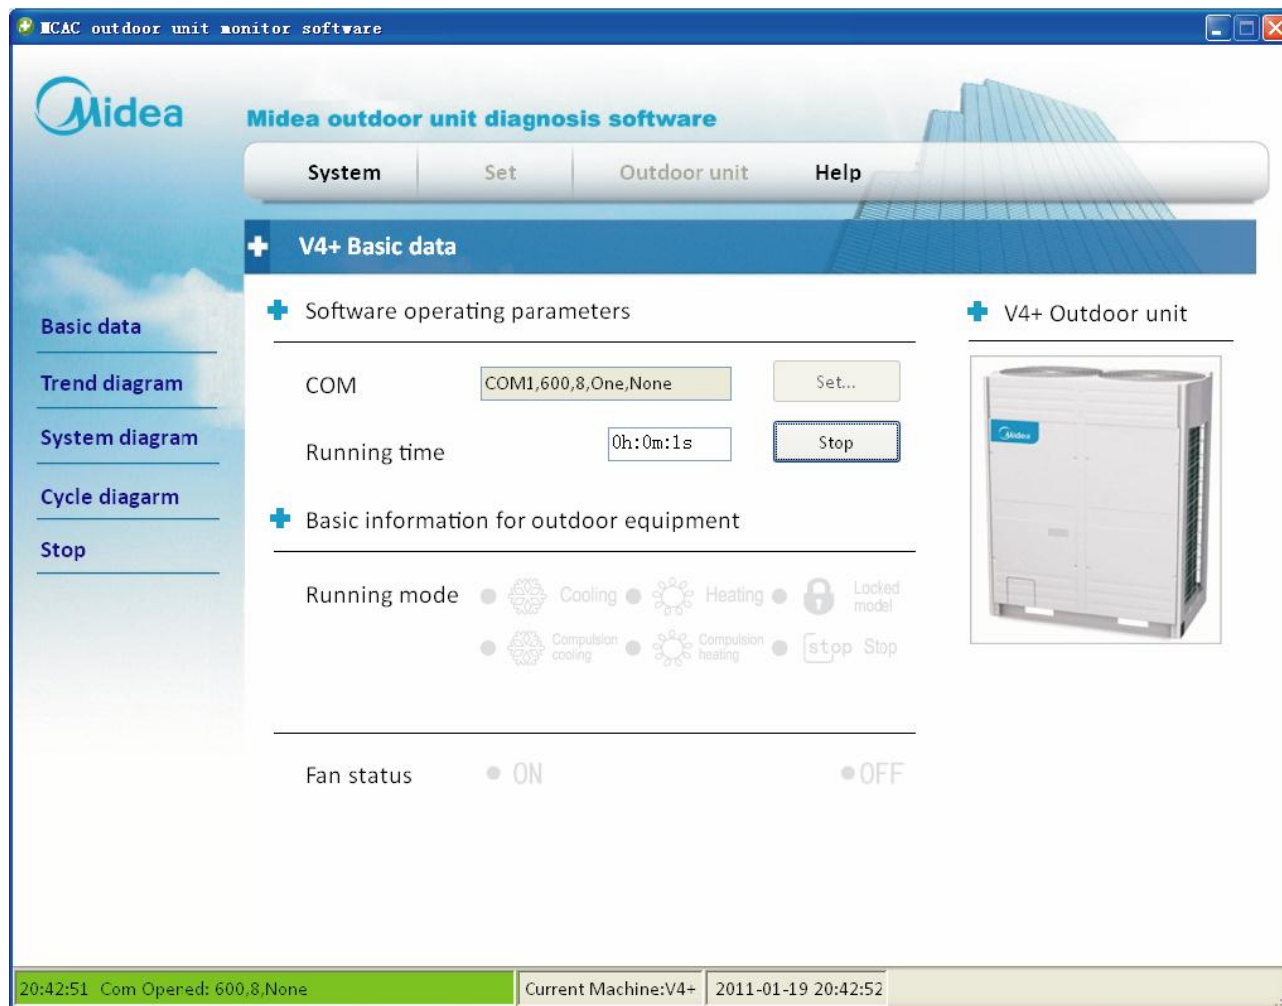 MCAC outdoor unit monitor software
Midea
Midea outdoor unit diagnosis software
System Set Outdoor unit Help
V4+ Basic data
Basic data
Trend diagram
System diagram
Cycle diagarm
Stop
Software operating parameters
COM COM1,600,8,One,None Set...
Running time 0h:0m:1s Stop
Basic information for outdoor equipment
Running mode Cooling Heating Locked model
Compulsion cooling Compulsion heating stop Stop
Fan status ON OFF
V4+ Outdoor unit
Midea
20:42:51 Com Opened: 600,8,None Current Machine:V4+ 2011-01-19 20:42:52